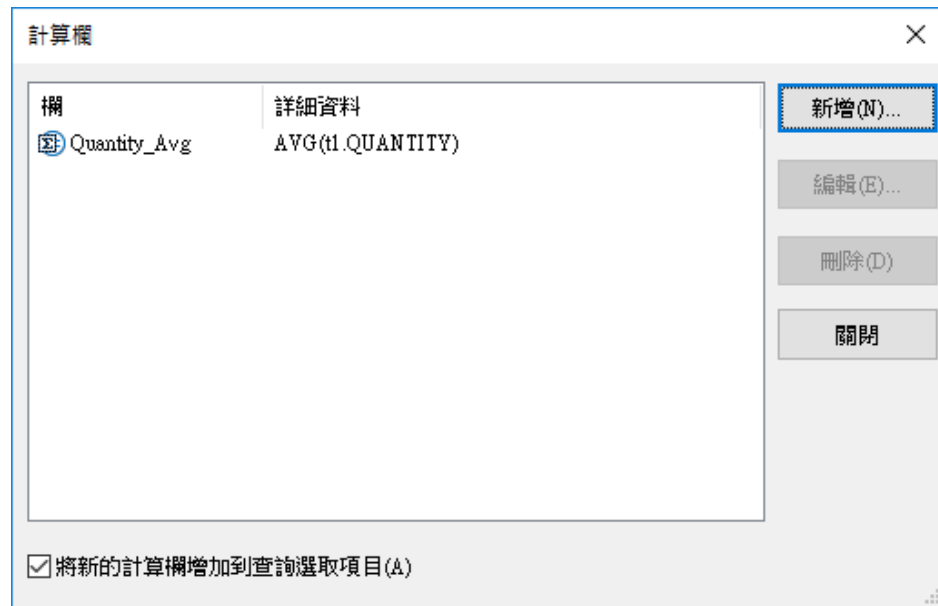 計算欄
欄 詳細資料
Quantity_Avg AVG(t1.QUANTITY)
新增(N)...
編輯(E)...
刪除(D)
關閉
將新的計算欄增加到查詢選取項目(A)